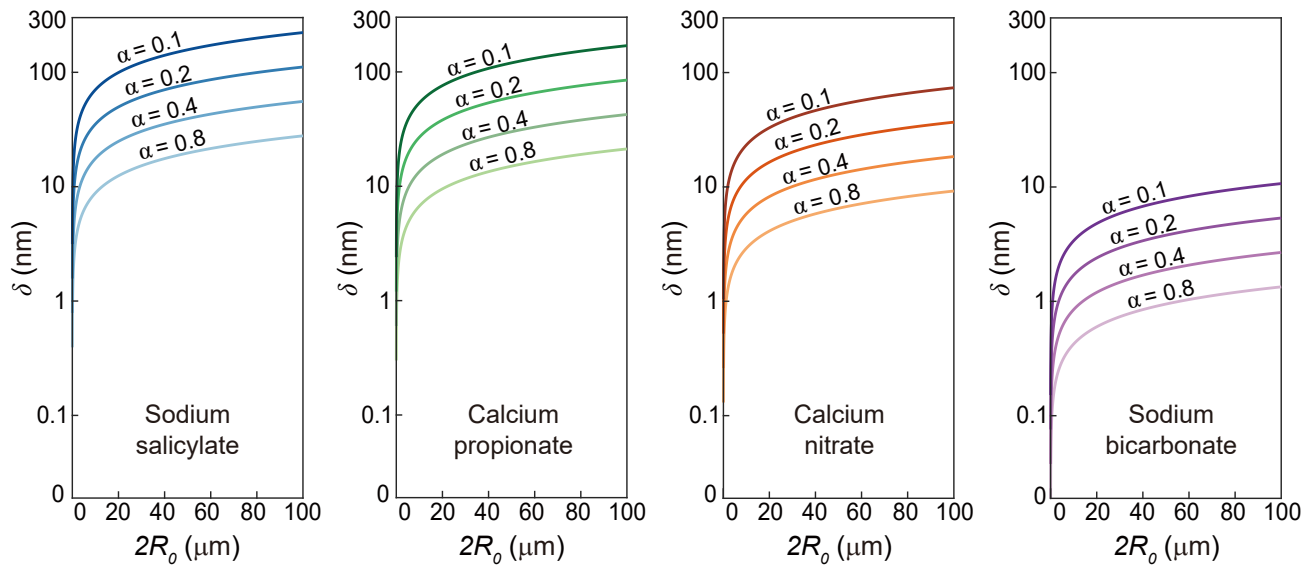 300
100
10
1
0.1
0
δ (nm)
α = 0.1
α = 0.2
α = 0.4
α = 0.8
Sodium
salicylate
0 20 40 60 80 100
2R₀ (μm)
300
100
10
1
0.1
0
δ (nm)
α = 0.1
α = 0.2
α = 0.4
α = 0.8
Calcium
propionate
0 20 40 60 80 100
2R₀ (μm)
300
100
10
1
0.1
0
δ (nm)
α = 0.1
α = 0.2
α = 0.4
α = 0.8
Calcium
nitrate
0 20 40 60 80 100
2R₀ (μm)
300
100
10
1
0.1
0
δ (nm)
α = 0.1
α = 0.2
α = 0.4
α = 0.8
Sodium
bicarbonate
0 20 40 60 80 100
2R₀ (μm)